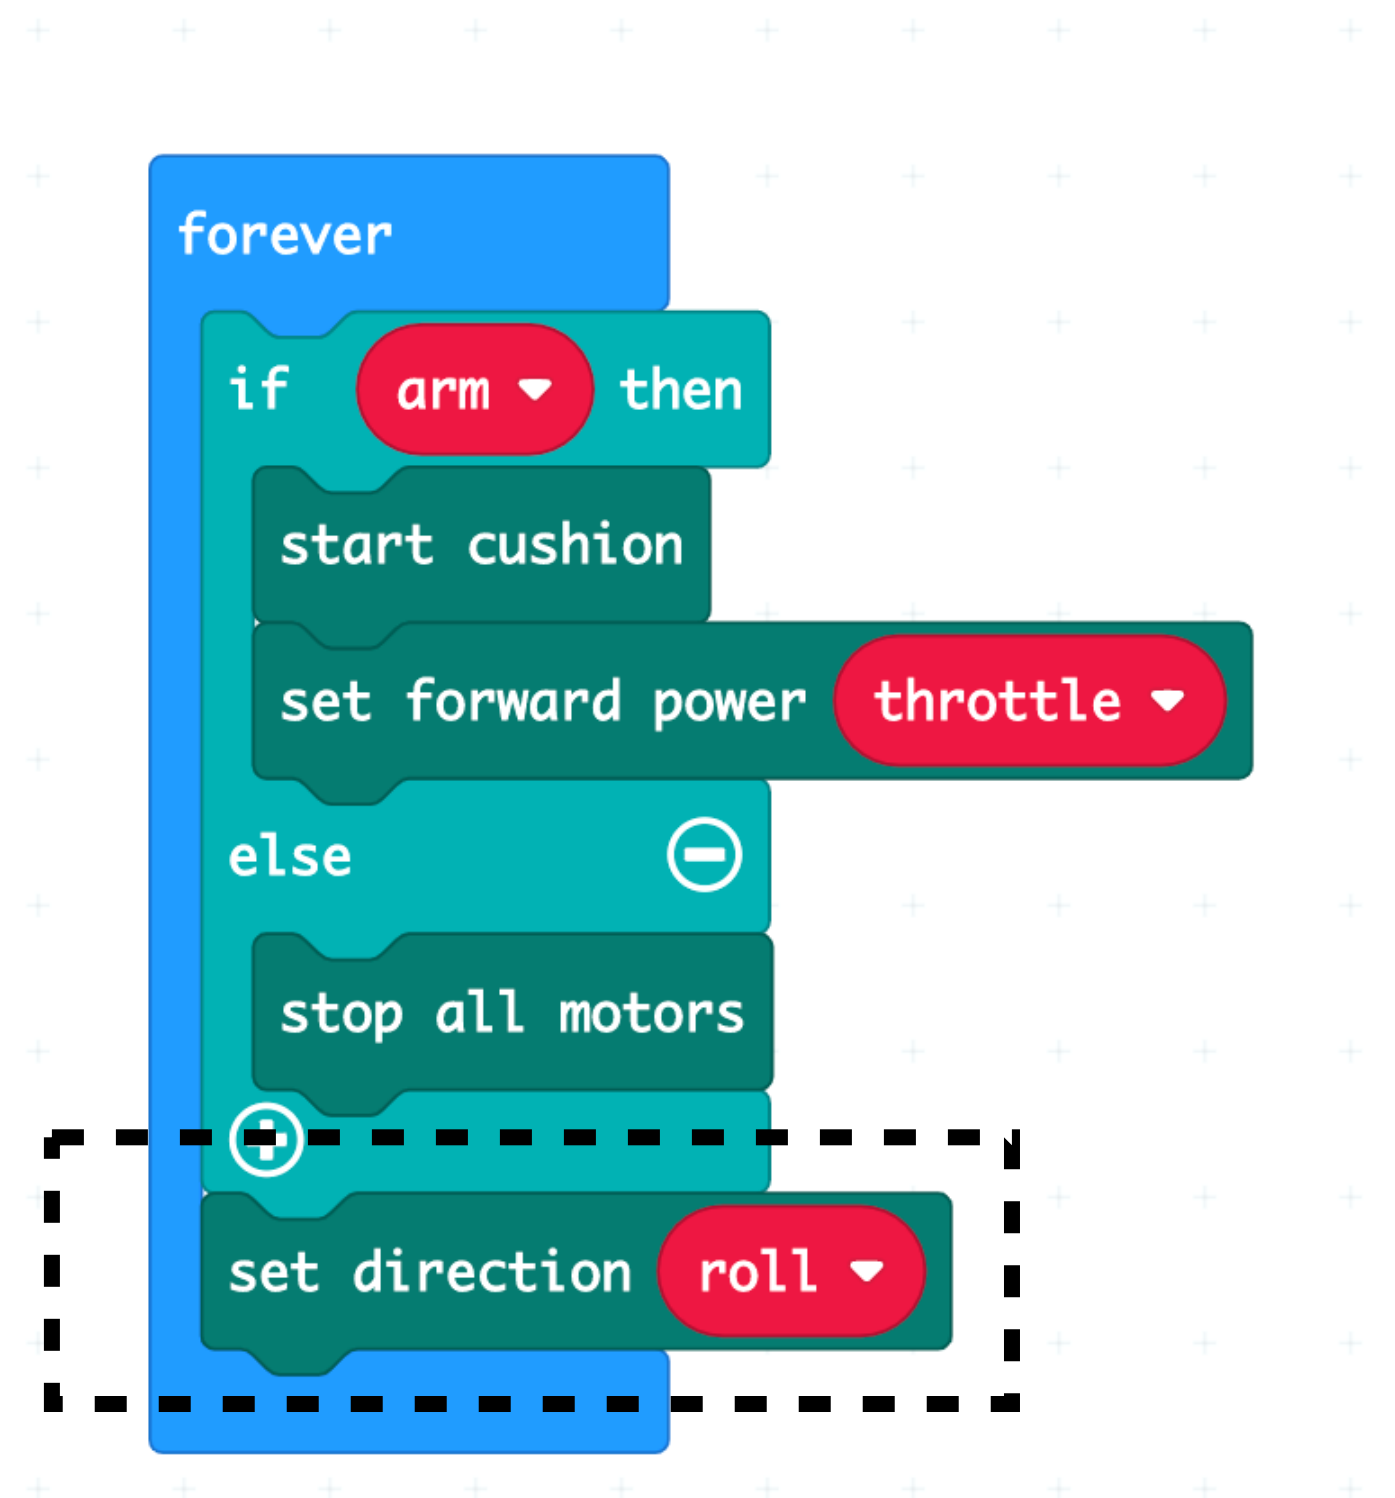 forever
if arm then
start cushion
set forward power throttle
else
stop all motors
set direction roll